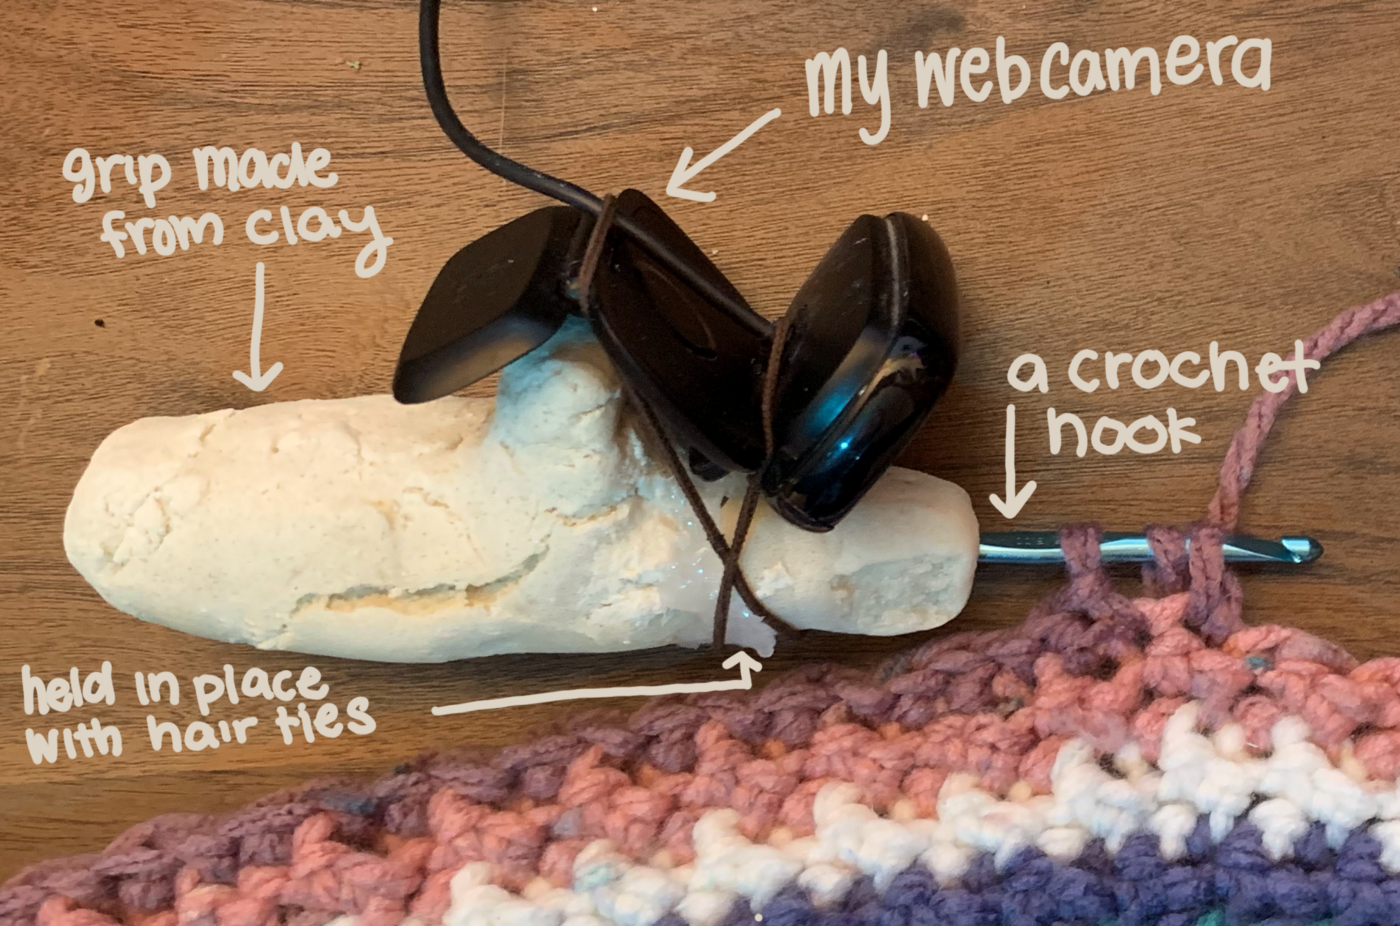 my webcamera
grip made
from clay
a crochet
hook
held in place
with hair ties